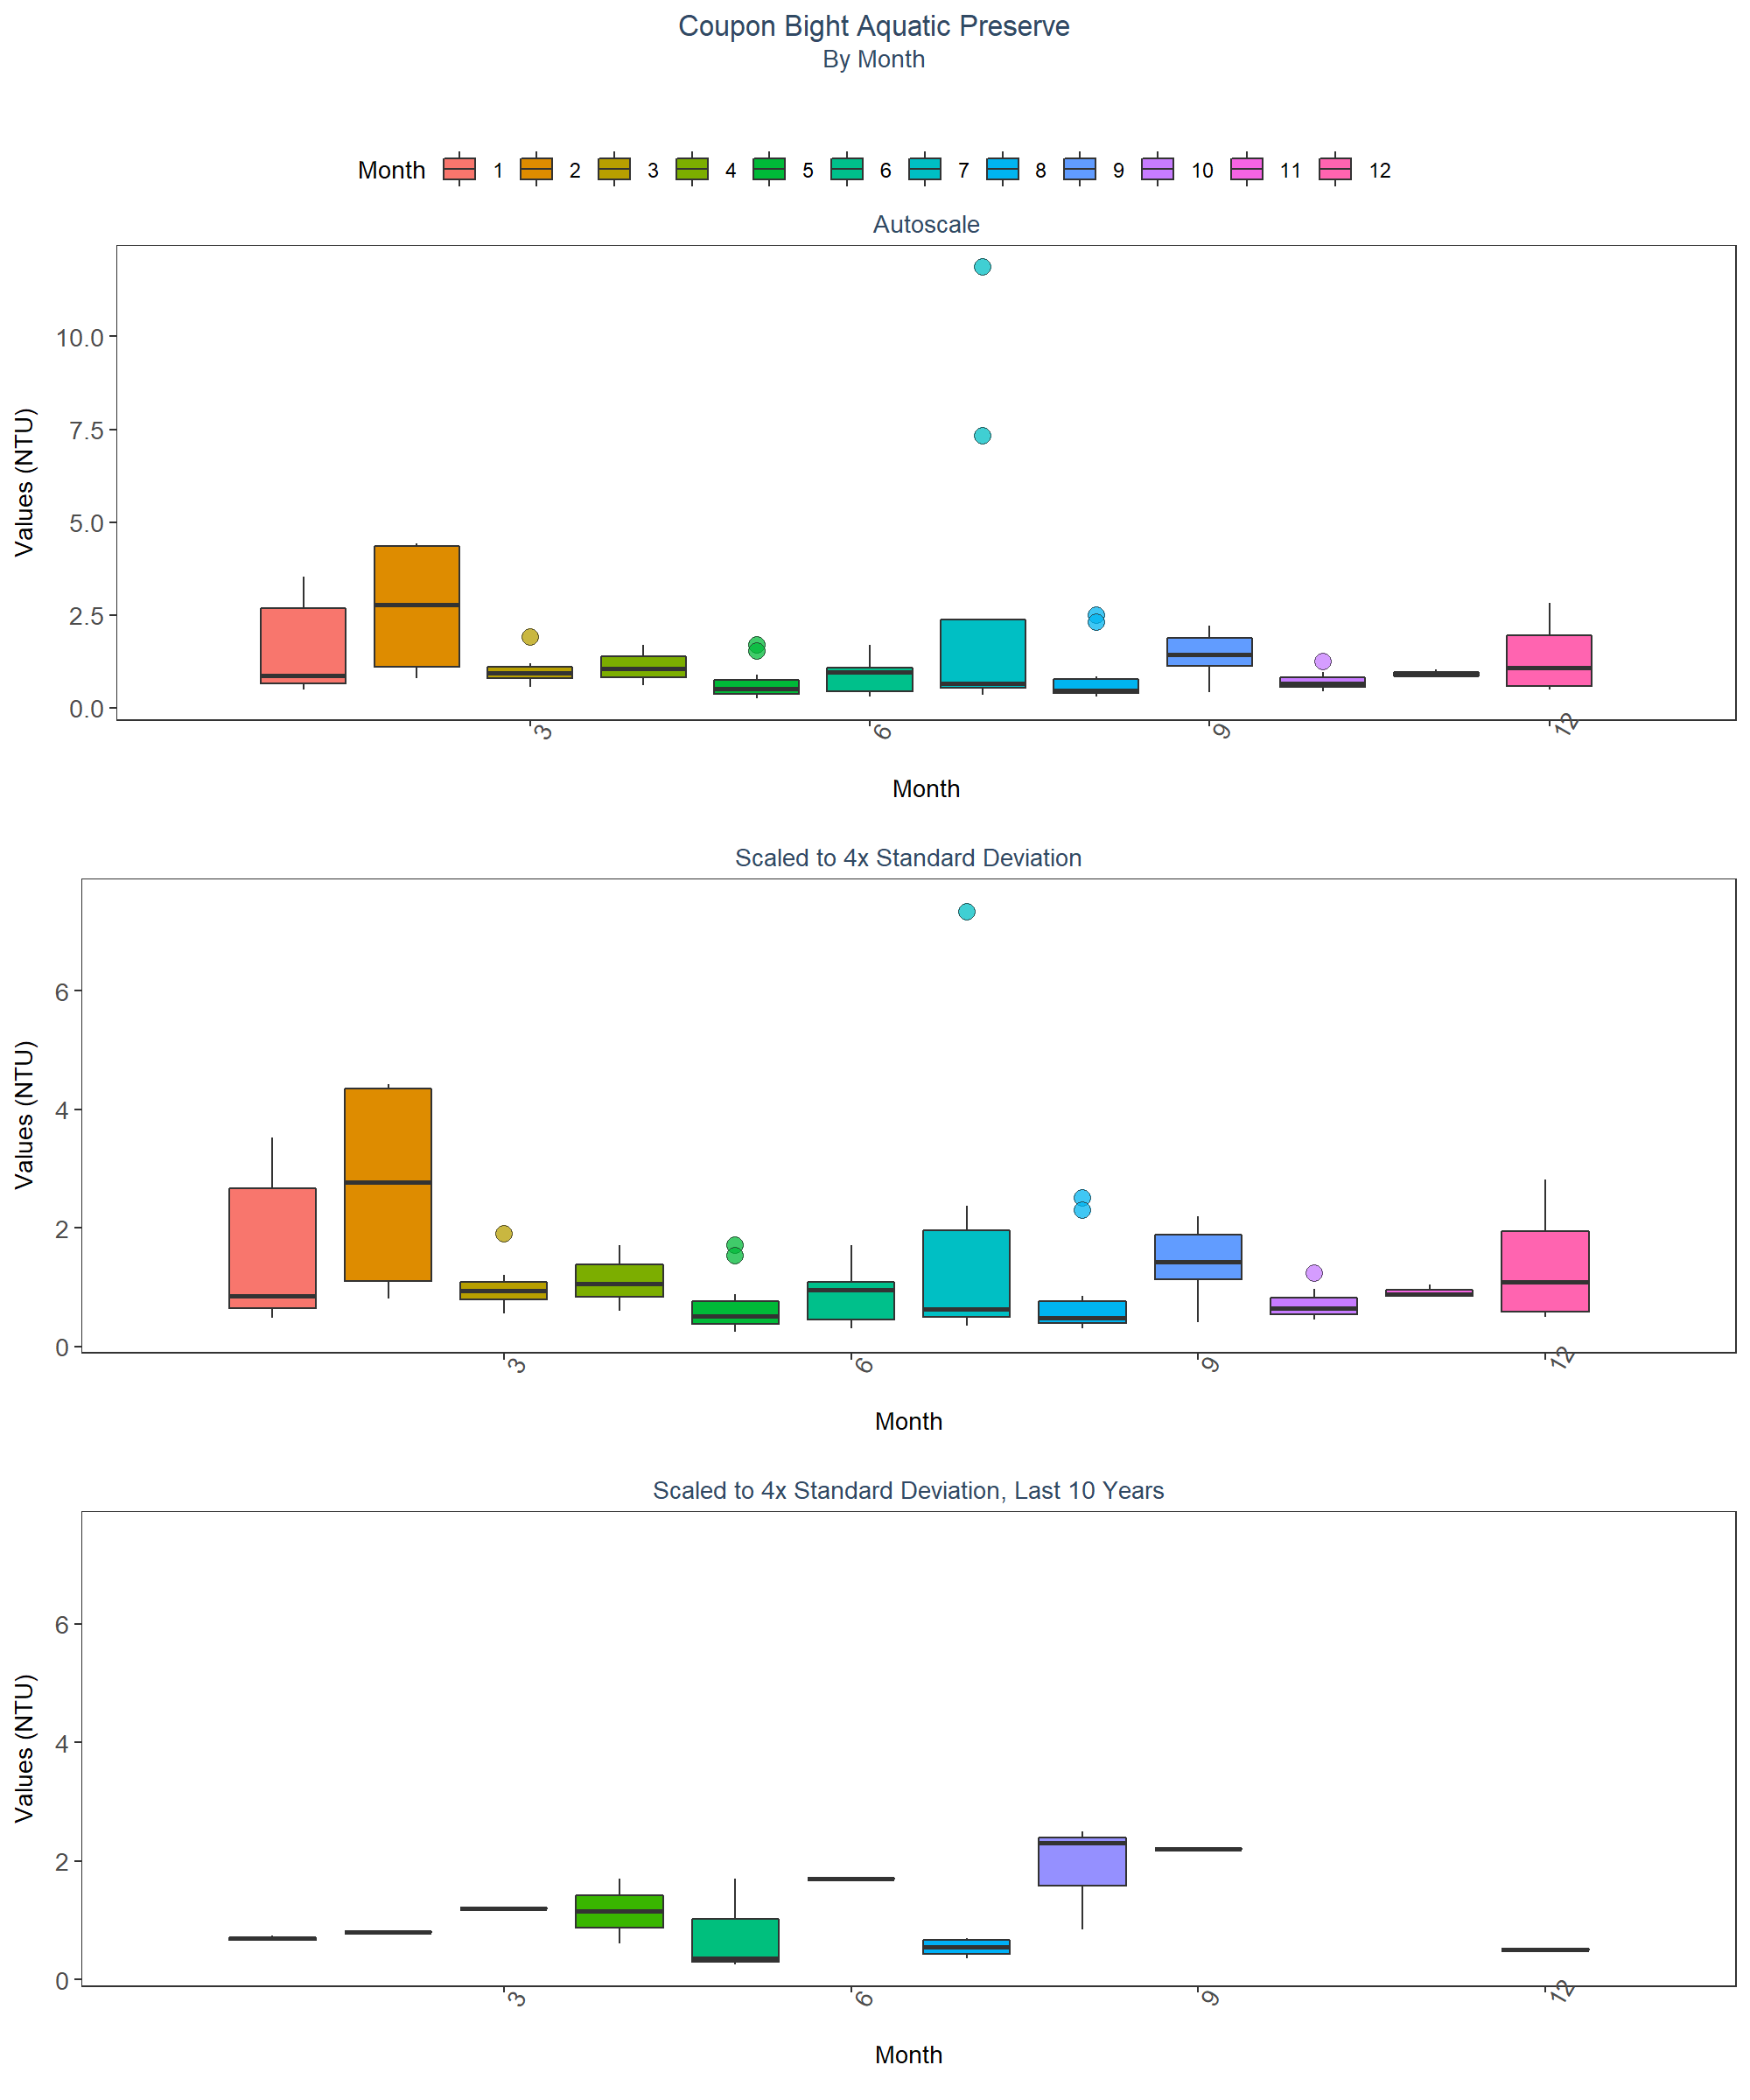 Coupon Bight Aquatic Preserve
By Month
Month 1 2 3 4 5 6 7 8 9 10 11 12
Autoscale
Values (NTU)
10.0
7.5
5.0
2.5
0.0
3 6 9 12
Month
Scaled to 4x Standard Deviation
Values (NTU)
6
4
2
0
3 6 9 12
Month
Scaled to 4x Standard Deviation, Last 10 Years
Values (NTU)
6
4
2
0
3 6 9 12
Month